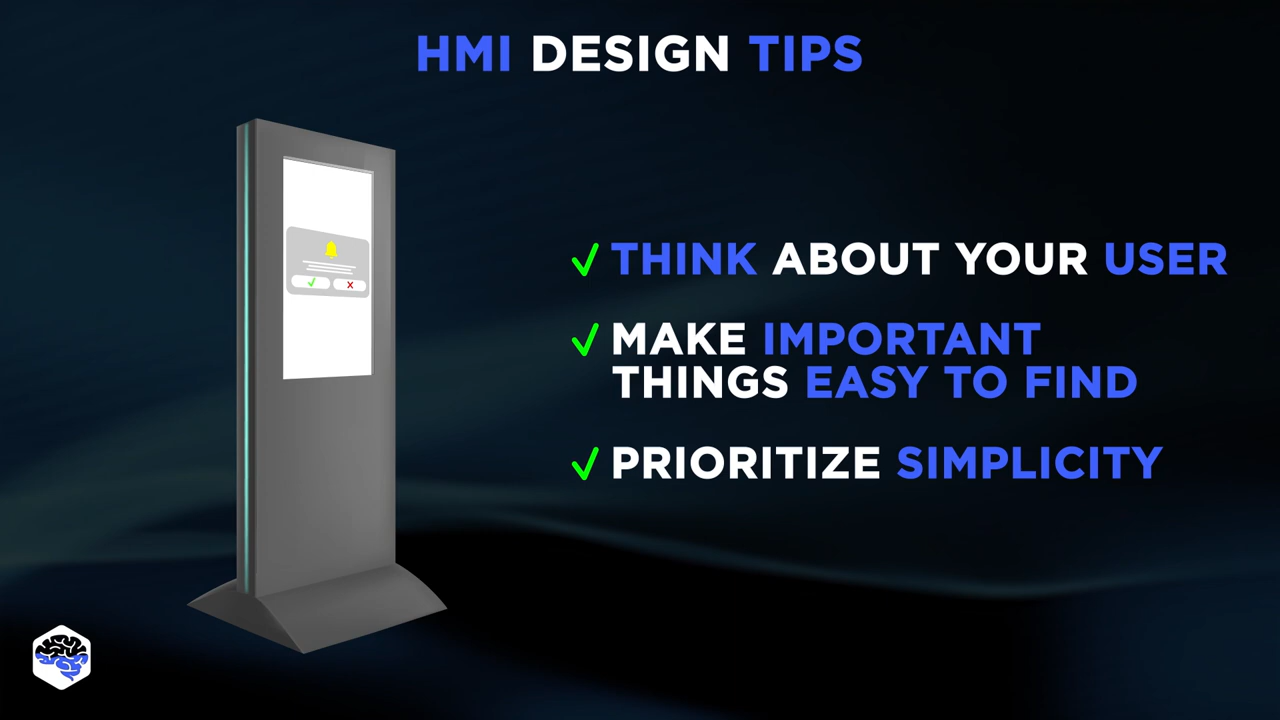 HMI DESIGN TIPS
THINK ABOUT YOUR USER
MAKE IMPORTANT
THINGS EASY TO FIND
PRIORITIZE SIMPLICITY